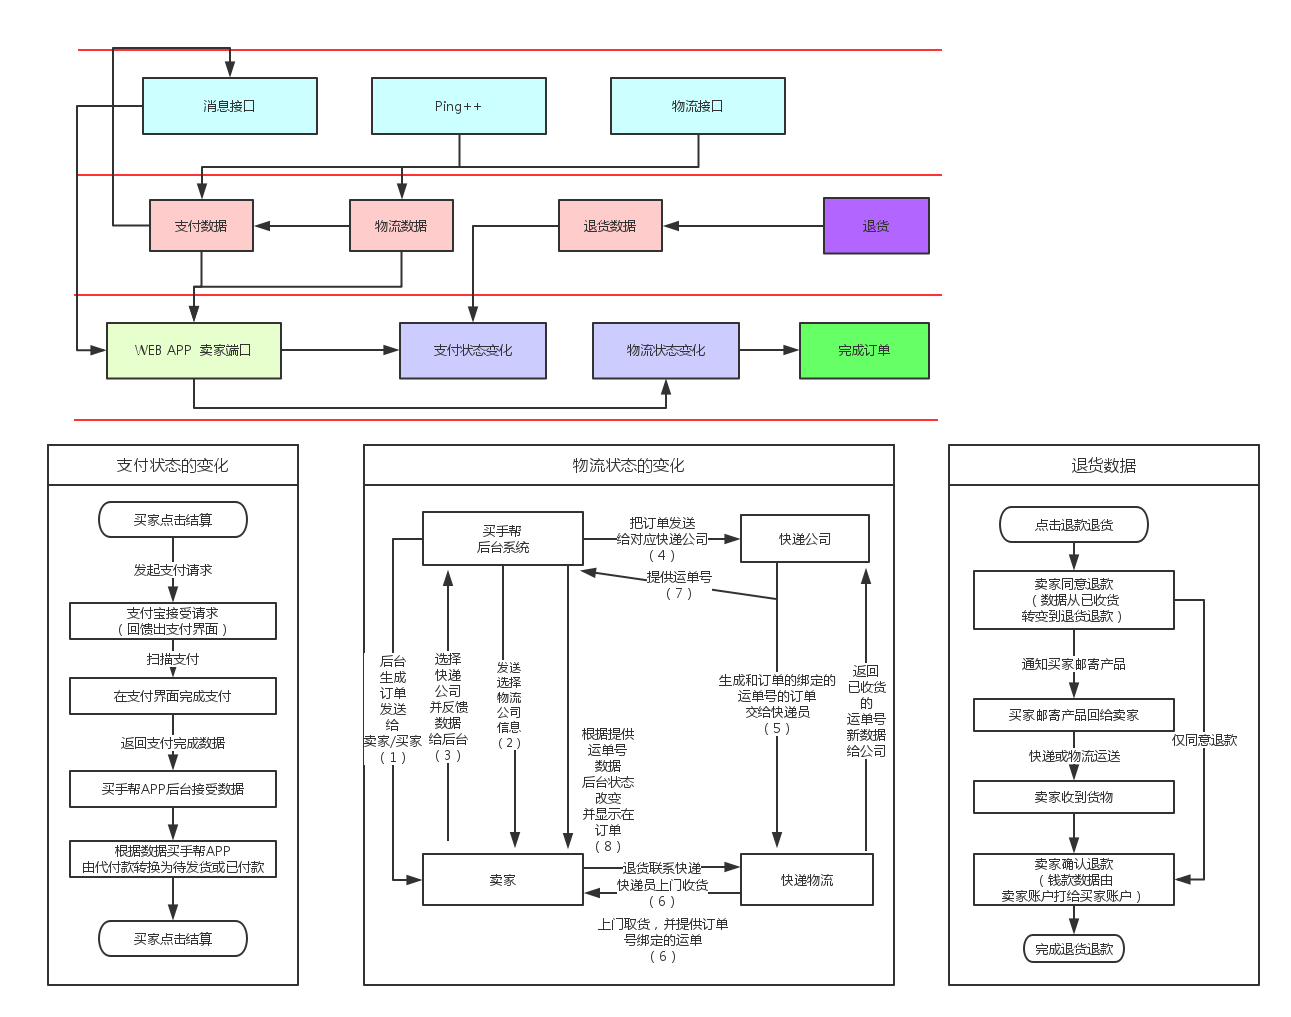 消息接口
Ping++
物流接口
支付数据
物流数据
退货数据
退货
WEB APP 卖家端口
支付状态变化
物流状态变化
完成订单
支付状态的变化
买家点击结算
发起支付请求
支付宝接受请求
（回馈出支付界面）
扫描支付
在支付界面完成支付
返回支付完成数据
买手帮APP后台接受数据
根据数据买手帮APP
由代付款转换为待发货或已付款
买家点击结算
物流状态的变化
买手帮
后台系统
把订单发送
给对应快递公司
（4）
快递公司
提供运单号
（7）
后台
生成
订单
发送
给
卖家/买家
（1）
选择
快递
公司
并反馈
数据
给后台
（3）
发送
选择
物流
公司
信息
（2）
根据提供
运单号
数据
后台状态
改变
并显示在
订单
（8）
生成和订单的绑定的
运单号的订单
交给快递员
（5）
返回
已收货
的
运单号
新数据
给公司
卖家
退货联系快递
快递员上门收货
（6）
快递物流
上门取货，并提供订单
号绑定的运单
（6）
退货数据
点击退款退货
卖家同意退款
（数据从已收货
转变到退货退款）
通知买家邮寄产品
买家邮寄产品回给卖家
仅同意退款
快递或物流运送
卖家收到货物
卖家确认退款
（钱款数据由
卖家账户打给买家账户）
完成退货退款